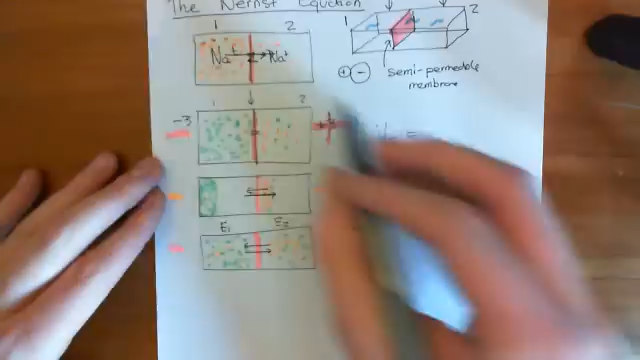 The Nernst Equation
1 2
Na⁺ Na⁺
1 2
semi-permeable
membrane
+ -
1 2
-3
E₁ E₂